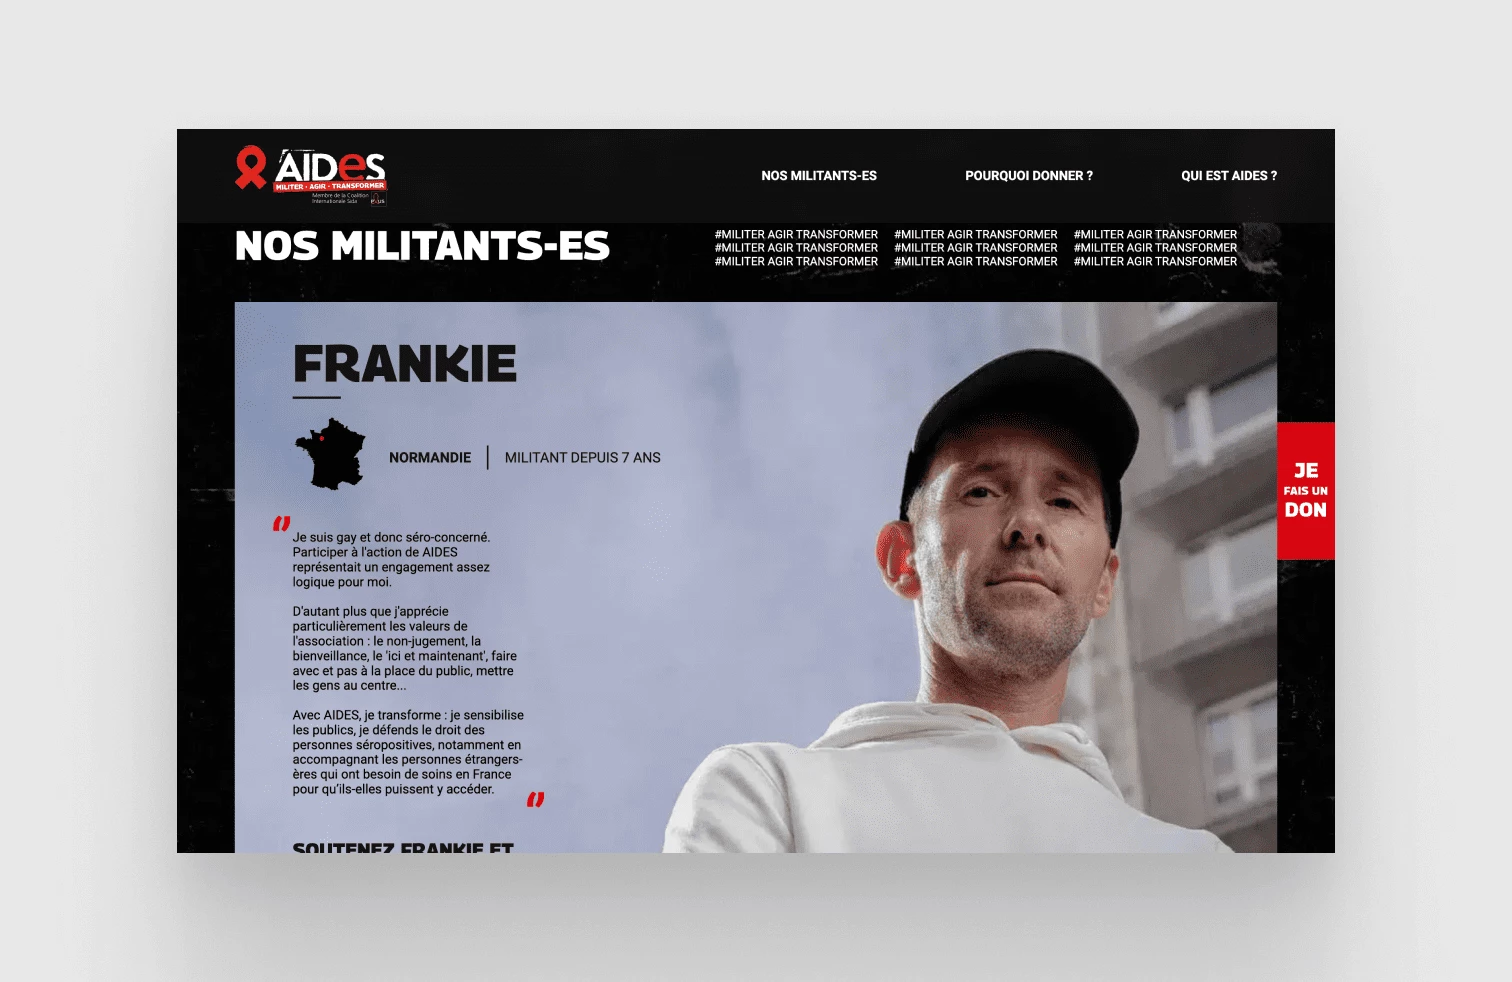 AIDES
MILITER • AGIR • TRANSFORMER
Membre de la Coalition
Internationale Sida
PLUS
NOS MILITANTS-ES
POURQUOI DONNER ?
QUI EST AIDES ?
NOS MILITANTS-ES
#MILITER AGIR TRANSFORMER #MILITER AGIR TRANSFORMER #MILITER AGIR TRANSFORMER
#MILITER AGIR TRANSFORMER #MILITER AGIR TRANSFORMER #MILITER AGIR TRANSFORMER
#MILITER AGIR TRANSFORMER #MILITER AGIR TRANSFORMER #MILITER AGIR TRANSFORMER
FRANKIE
NORMANDIE | MILITANT DEPUIS 7 ANS
Je suis gay et donc séro-concerné.
Participer à l'action de AIDES
représentait un engagement assez
logique pour moi.
D'autant plus que j'apprécie
particulièrement les valeurs de
l'association : le non-jugement, la
bienveillance, le 'ici et maintenant', faire
avec et pas à la place du public, mettre
les gens au centre...
Avec AIDES, je transforme : je sensibilise
les publics, je défends le droit des
personnes séropositives, notamment en
accompagnant les personnes étrangers-
ères qui ont besoin de soins en France
pour qu'ils-elles puissent y accéder.
SOUTENEZ FRANKIE ET
JE
FAIS UN
DON